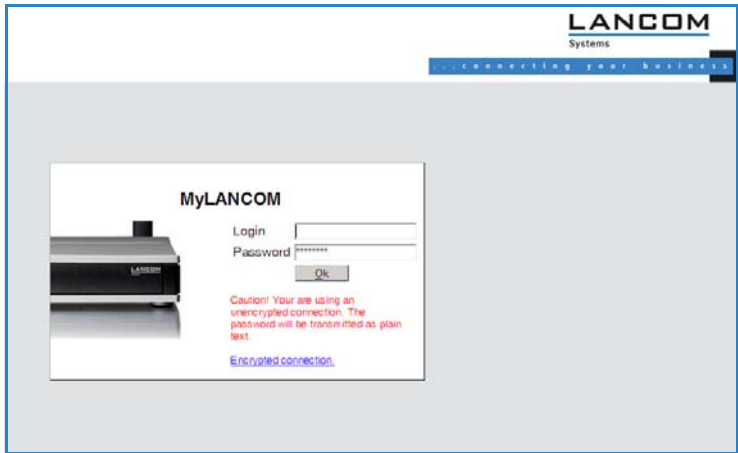 LANCOM
Systems
...connecting your business
MyLANCOM
Login
Password ********
Ok
Caution! Your are using an
unencrypted connection. The
password will be transmitted as plain
text.
Encrypted connection.
LANCOM